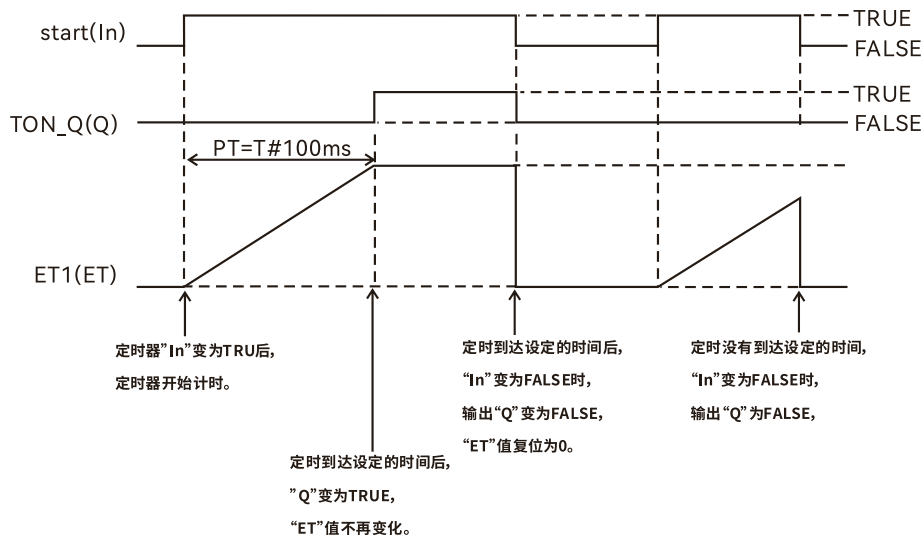 start(In)
TRUE
FALSE
TON_Q(Q)
TRUE
FALSE
PT=T#100ms
ET1(ET)
定时器”In”变为TRU后,
定时器开始计时。
定时到达设定的时间后,
”Q”变为TRUE,
“ET”值不再变化。
定时到达设定的时间后,
“In”变为FALSE时,
输出“Q”变为FALSE,
“ET”值复位为0。
定时没有到达设定的时间,
“In”变为FALSE时,
输出“Q”为FALSE,